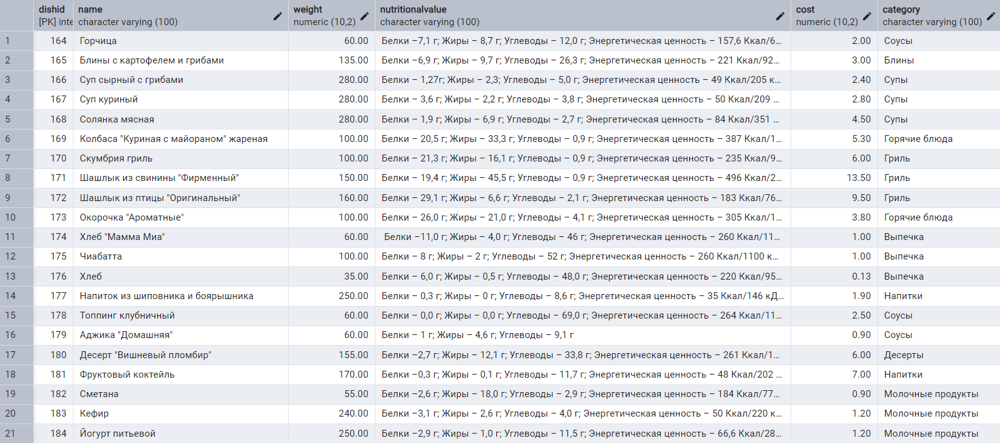 dishid name weight nutritionalvalue cost category
[PK] inte character varying (100) numeric (10,2) character varying (100) numeric (10,2) character varying (100)
1 164 Горчица 60.00 Белки –7,1 г; Жиры – 8,7 г; Углеводы – 12,0 г; Энергетическая ценность – 157,6 Ккал/6... 2.00 Соусы
2 165 Блины с картофелем и грибами 135.00 Белки –6,9 г; Жиры – 9,7 г; Углеводы – 26,3 г; Энергетическая ценность – 221 Ккал/92... 3.00 Блины
3 166 Суп сырный с грибами 280.00 Белки – 1,27г; Жиры – 2,3; Углеводы – 5,0 г; Энергетическая ценность – 49 Ккал/205 к... 2.40 Супы
4 167 Суп куриный 280.00 Белки – 3,6 г; Жиры – 2,2 г; Углеводы – 3,8 г; Энергетическая ценность – 50 Ккал/209 ... 2.80 Супы
5 168 Солянка мясная 280.00 Белки – 1,9 г; Жиры – 6,9 г; Углеводы – 2,7 г; Энергетическая ценность – 84 Ккал/351 ... 4.50 Супы
6 169 Колбаса "Куриная с майораном" жареная 100.00 Белки – 20,5 г; Жиры – 33,3 г; Углеводы – 0,9 г; Энергетическая ценность – 387 Ккал/1... 5.30 Горячие блюда
7 170 Скумбрия гриль 100.00 Белки – 21,3 г; Жиры – 16,1 г; Углеводы – 0,9 г; Энергетическая ценность – 235 Ккал/9... 6.00 Гриль
8 171 Шашлык из свинины "Фирменный" 150.00 Белки – 19,4 г; Жиры – 45,5 г; Углеводы – 0,9 г; Энергетическая ценность – 496 Ккал/2... 13.50 Гриль
9 172 Шашлык из птицы "Оригинальный" 160.00 Белки – 29,1 г; Жиры – 6,6 г; Углеводы – 2,1 г; Энергетическая ценность – 183 Ккал/76... 9.50 Гриль
10 173 Окорочка "Ароматные" 100.00 Белки – 26,0 г; Жиры – 21,0 г; Углеводы – 4,1 г; Энергетическая ценность – 305 Ккал/1... 3.80 Горячие блюда
11 174 Хлеб "Мамма Миа" 60.00 Белки –11,0 г; Жиры – 4,0 г; Углеводы – 46 г; Энергетическая ценность – 260 Ккал/11... 1.00 Выпечка
12 175 Чиабатта 100.00 Белки – 8 г; Жиры – 2 г; Углеводы – 52 г; Энергетическая ценность – 260 Ккал/1100 к... 1.00 Выпечка
13 176 Хлеб 35.00 Белки – 6,0 г; Жиры – 0,5 г; Углеводы – 48,0 г; Энергетическая ценность – 220 Ккал/95... 0.13 Выпечка
14 177 Напиток из шиповника и боярышника 250.00 Белки – 0,3 г; Жиры – 0 г; Углеводы – 8,6 г; Энергетическая ценность – 35 Ккал/146 кД... 1.90 Напитки
15 178 Топпинг клубничный 60.00 Белки – 0,0 г; Жиры – 0,0 г; Углеводы – 69,0 г; Энергетическая ценность – 264 Ккал/11... 2.50 Соусы
16 179 Аджика "Домашняя" 60.00 Белки – 1 г; Жиры – 4,6 г; Углеводы – 9,1 г 0.90 Соусы
17 180 Десерт "Вишневый пломбир" 155.00 Белки –2,7 г; Жиры – 12,1 г; Углеводы – 33,8 г; Энергетическая ценность – 261 Ккал/1... 6.00 Десерты
18 181 Фруктовый коктейль 170.00 Белки –0,3 г; Жиры – 0,1 г; Углеводы – 11,7 г; Энергетическая ценность – 48 Ккал/202 ... 7.00 Напитки
19 182 Сметана 55.00 Белки –2,6 г; Жиры – 18,0 г; Углеводы – 2,9 г; Энергетическая ценность – 184 Ккал/77... 0.90 Молочные продукты
20 183 Кефир 240.00 Белки –3,1 г; Жиры – 2,6 г; Углеводы – 4,0 г; Энергетическая ценность – 50 Ккал/220 к... 1.20 Молочные продукты
21 184 Йогурт питьевой 250.00 Белки –2,9 г; Жиры – 1,0 г; Углеводы – 11,5 г; Энергетическая ценность – 66,6 Ккал/28... 1.20 Молочные продукты